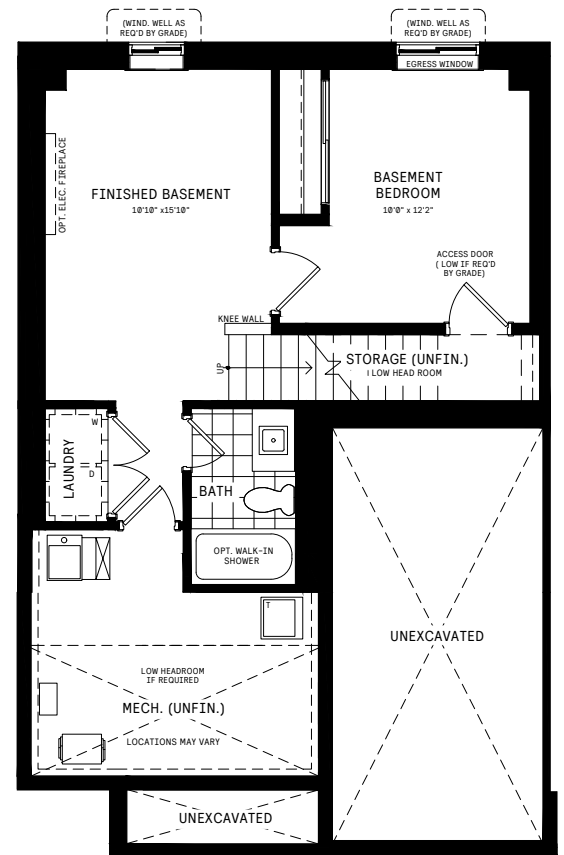 (WIND. WELL AS
REQ'D BY GRADE)
(WIND. WELL AS
REQ'D BY GRADE)
EGRESS WINDOW
OPT. ELEC. FIREPLACE
FINISHED BASEMENT
10'10" x15'10"
BASEMENT
BEDROOM
10'0" x 12'2"
ACCESS DOOR
( LOW IF REQ'D
BY GRADE)
KNEE WALL
UP
STORAGE (UNFIN.)
LOW HEAD ROOM
W
LAUNDRY
D
BATH
OPT. WALK-IN
SHOWER
T
UNEXCAVATED
LOW HEADROOM
IF REQUIRED
MECH. (UNFIN.)
LOCATIONS MAY VARY
UNEXCAVATED